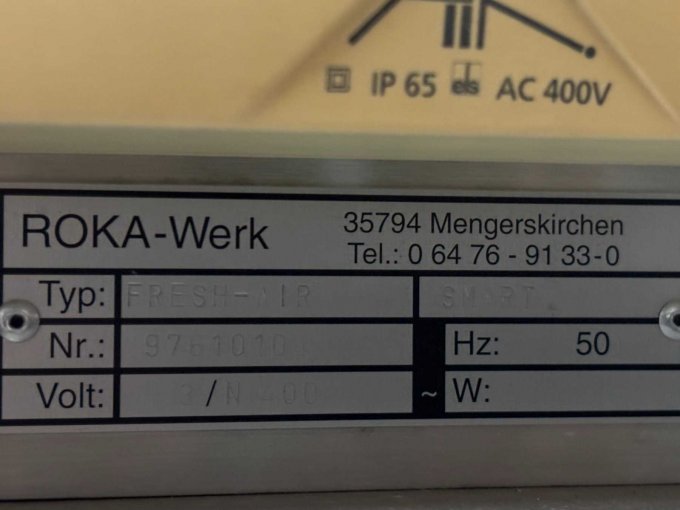 IP 65 els AC 400V
ROKA-Werk
35794 Mengerskirchen
Tel.: 0 64 76 - 91 33-0
Typ: FRESH-AIR SMART
Nr.: Hz: 50
Volt: 3/N 400 ~ W: